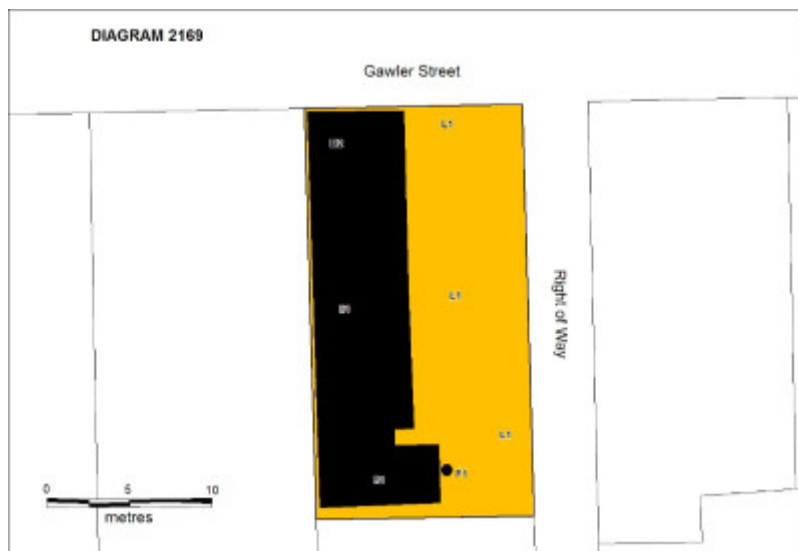 DIAGRAM 2169
Gawler Street
L1
L1
Right of Way
L1
F1
0 5 10
metres